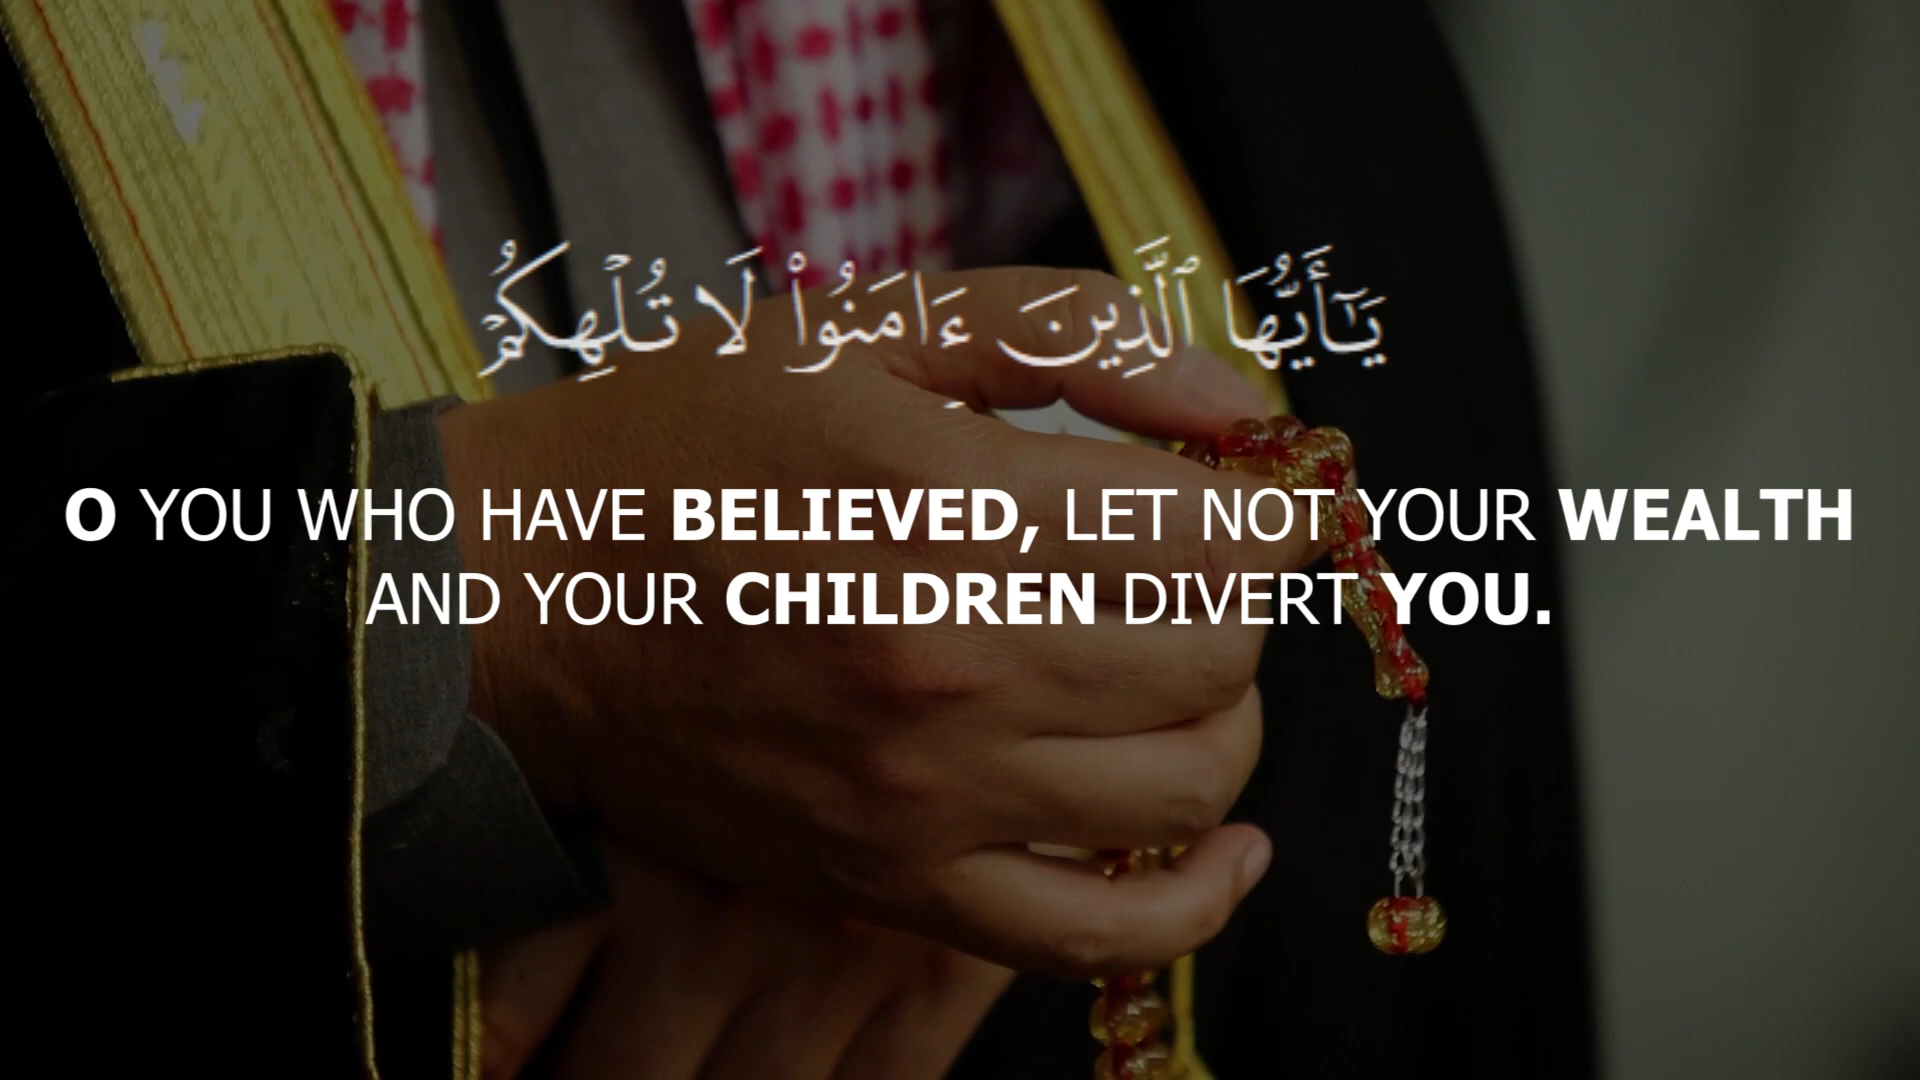 يَـٰٓأَيُّهَا ٱلَّذِينَ ءَامَنُوا۟ لَا تُلْهِكُمْ
O YOU WHO HAVE BELIEVED, LET NOT YOUR WEALTH
AND YOUR CHILDREN DIVERT YOU.